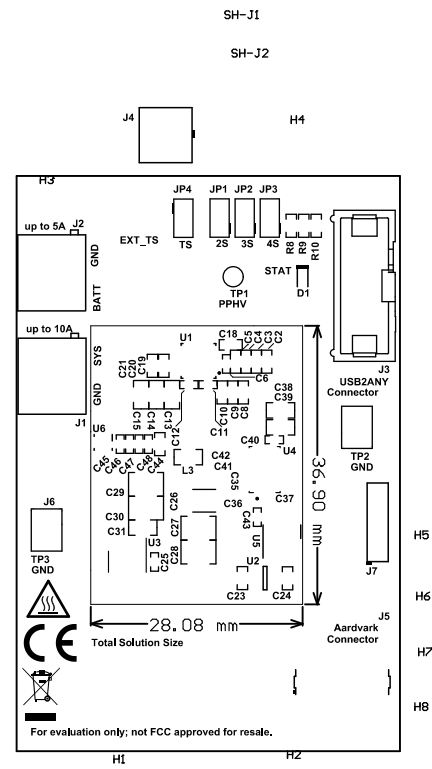 SH-J1
SH-J2
J4
H4
H3
JP4 JP1 JP2 JP3
up to 5A J2
GND
BATT
EXT_TS
TS 2S 3S 4S
R8 R9 R10
STAT
D1
TP1
PPHV
J3
USB2ANY
Connector
up to 10A
SYS
GND
J1
U1
C18
C5 C4 C3 C2
C21 C20 C19
C6
C38
C39
C15 C14 C13 C12
C11 C10 C9 C8
U6
C40
U4
C45 C46 C47 C48 C44
L3
C42
C41
TP2
GND
C29
C26
C35
C36
C37
36.90 mm
J6
C30
C31
C27
C28
C43
U5
U3
C25
U2
C23
C24
J7
TP3
GND
H5
H6
28.08 mm
Total Solution Size
J5
Aardvark
Connector
H7
H8
CE
For evaluation only; not FCC approved for resale.
H1
H2